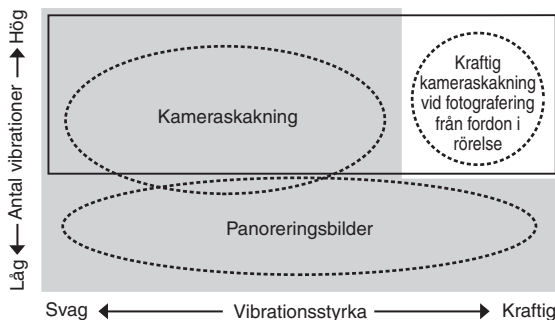 Låg ←→ Antal vibrationer → Hög
Kameraskakning
Kraftig
kameraskakning
vid fotografering
från fordon i
rörelse
Panoreringsbilder
Svag ← Vibrationsstyrka → Kraftig